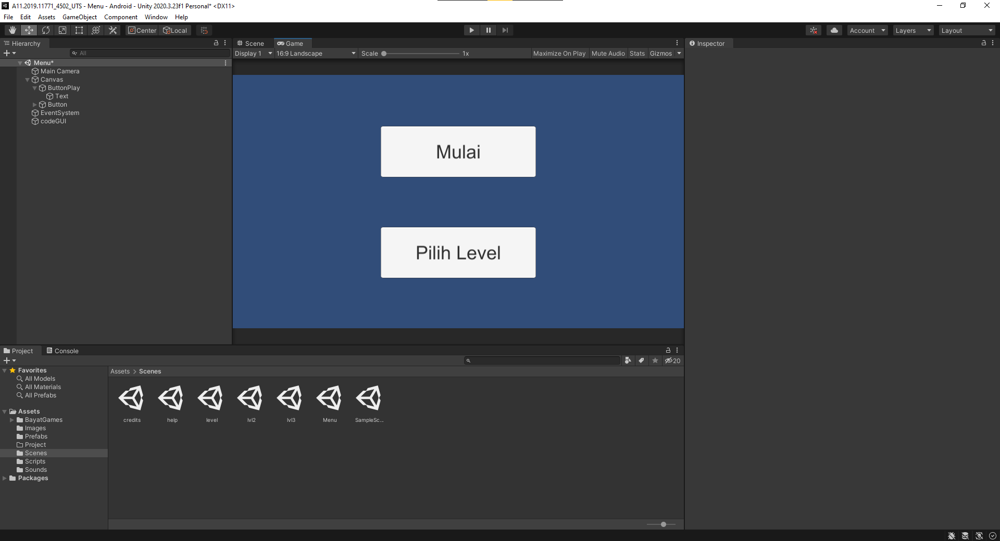 A11.2019.11771_4502_UTS - Menu - Android - Unity 2020.3.23f1 Personal* <DX11>
File Edit Assets GameObject Component Window Help
Center Local Account Layers Layout
Hierarchy Scene Game Inspector
All Display 1 16:9 Landscape Scale 1x Maximize On Play Mute Audio Stats Gizmos
Menu*
Main Camera
Canvas
ButtonPlay
Text
Button
EventSystem
codeGUI
Mulai
Pilih Level
Project Console
20
Favorites
All Models
All Materials
All Prefabs
Assets
BayatGames
Images
Prefabs
Project
Scenes
Scripts
Sounds
Packages
Assets > Scenes
credits help level lvl2 lvl3 Menu SampleSc...